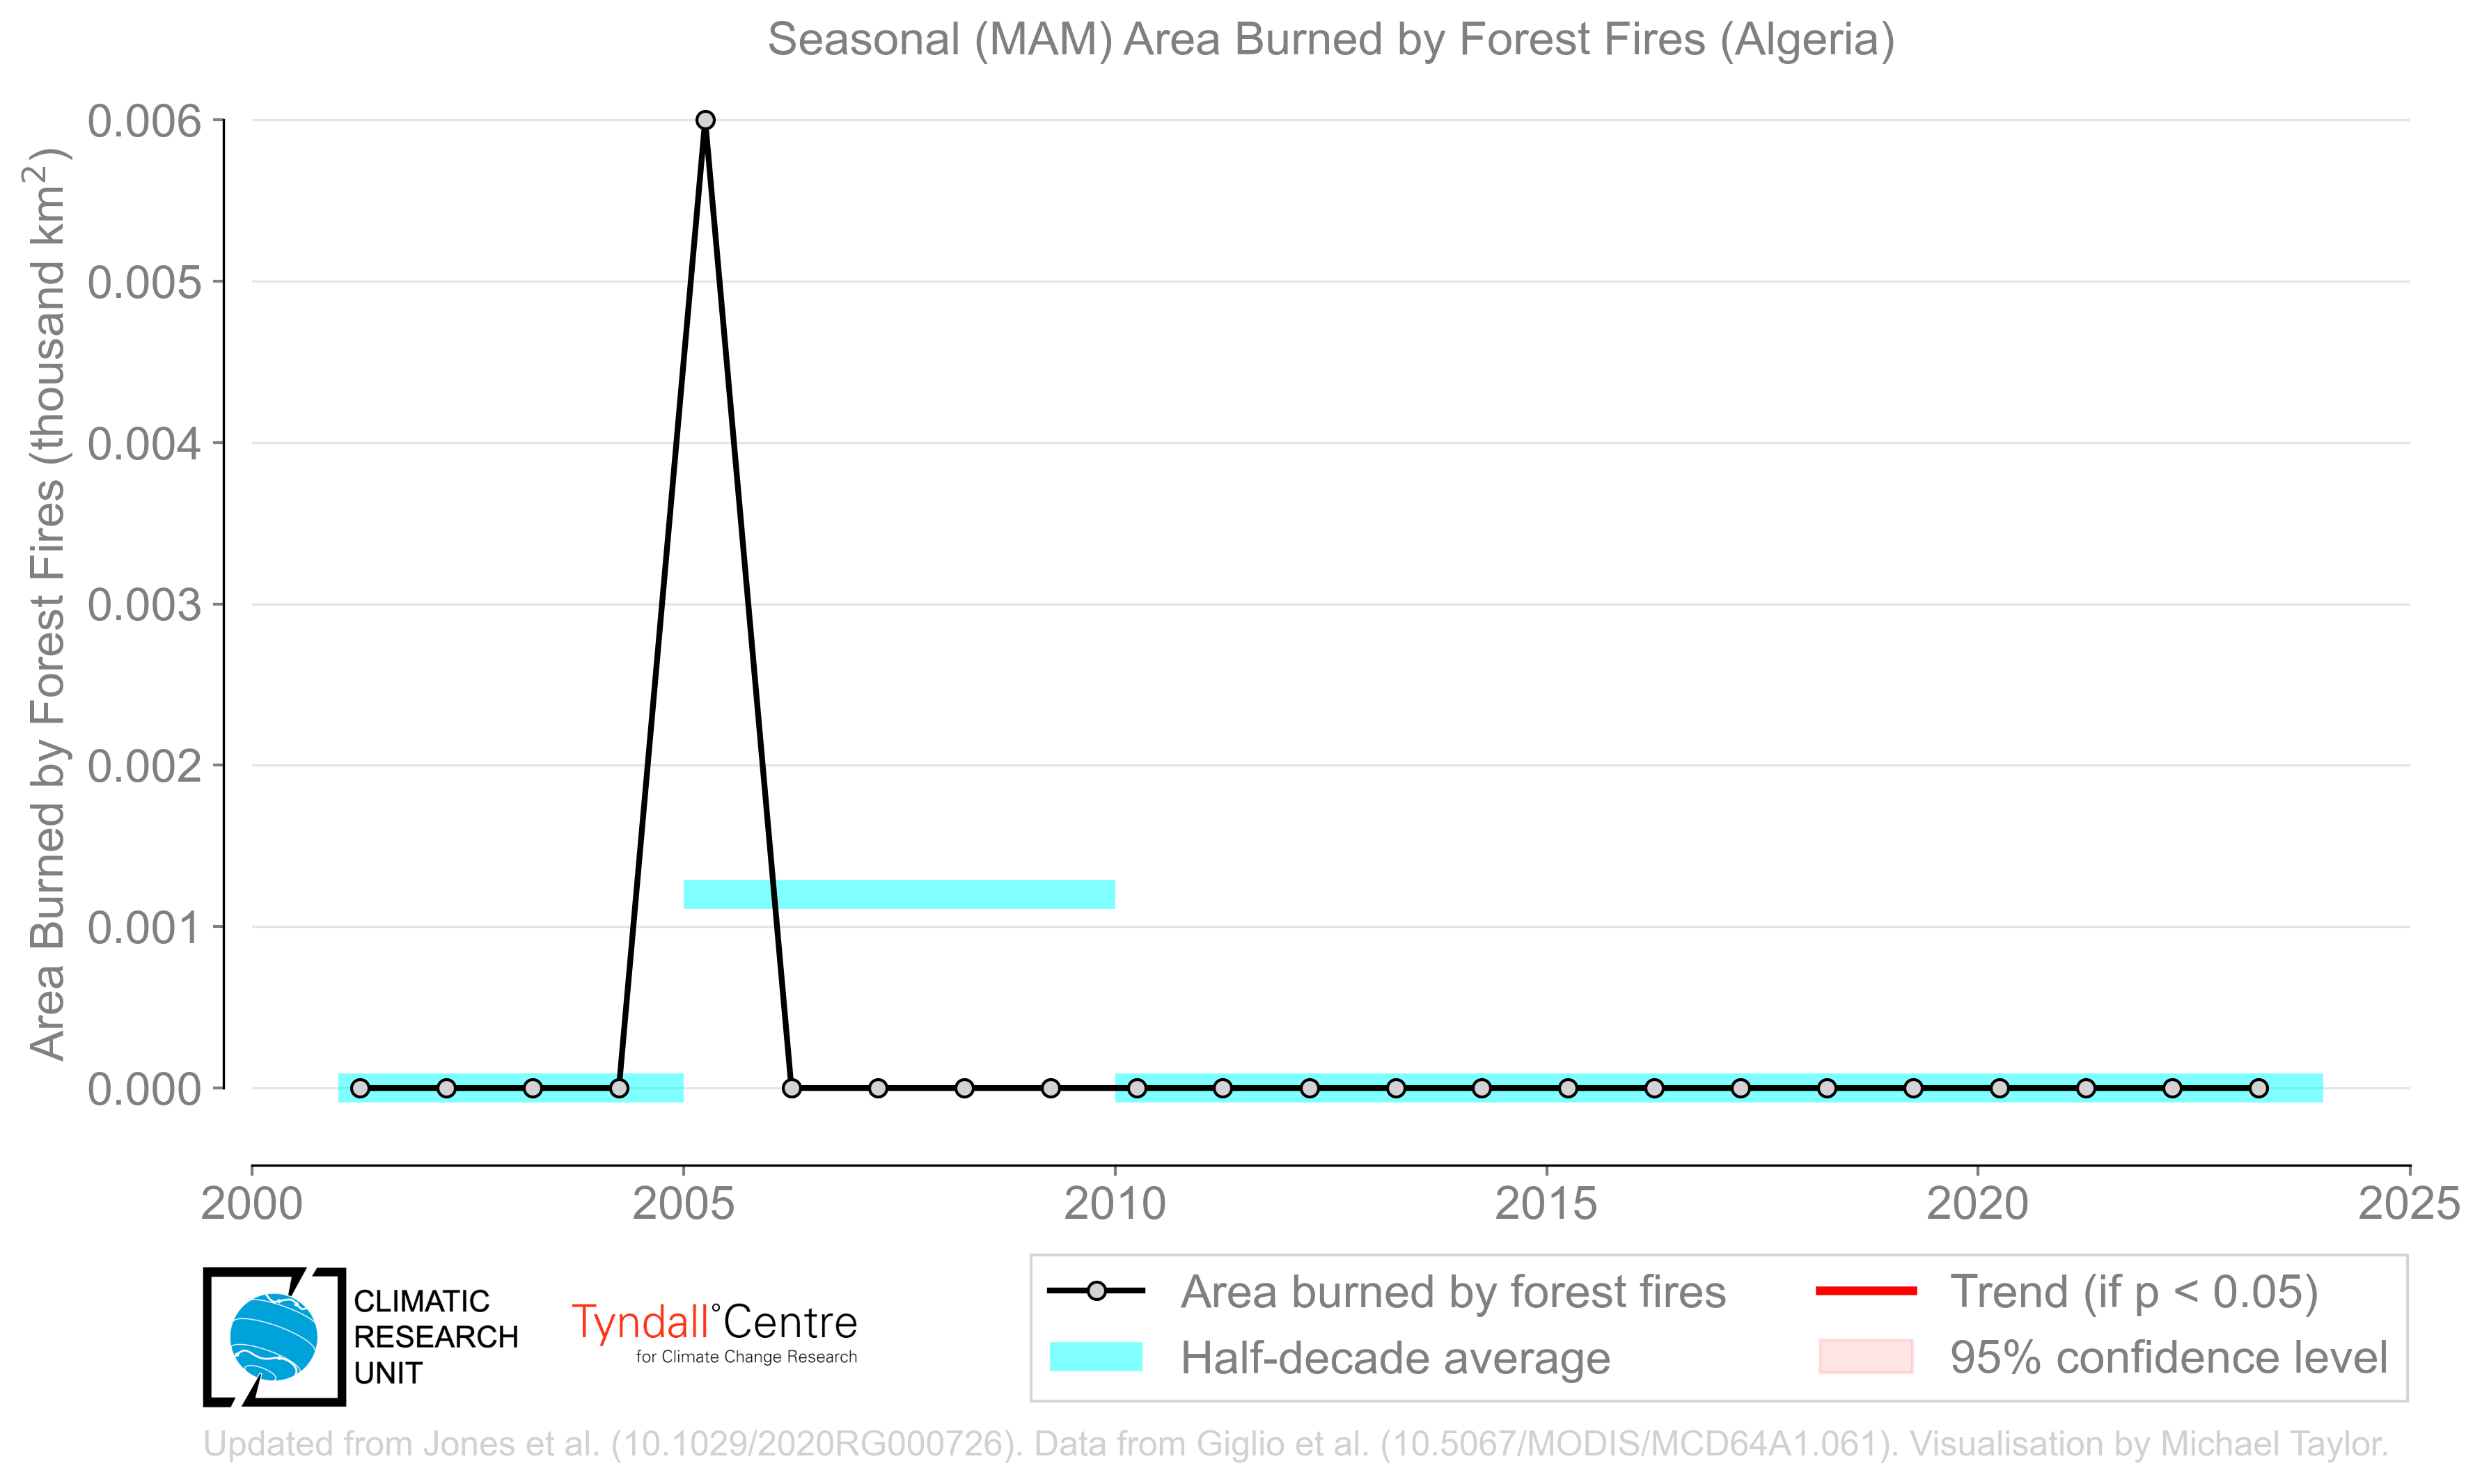 Seasonal (MAM) Area Burned by Forest Fires (Algeria)
Area Burned by Forest Fires (thousand km²)
0.006
0.005
0.004
0.003
0.002
0.001
0.000
2000 2005 2010 2015 2020 2025
CLIMATIC
RESEARCH
UNIT
Tyndall°Centre
for Climate Change Research
Area burned by forest fires
Half-decade average
Trend (if p < 0.05)
95% confidence level
Updated from Jones et al. (10.1029/2020RG000726). Data from Giglio et al. (10.5067/MODIS/MCD64A1.061). Visualisation by Michael Taylor.